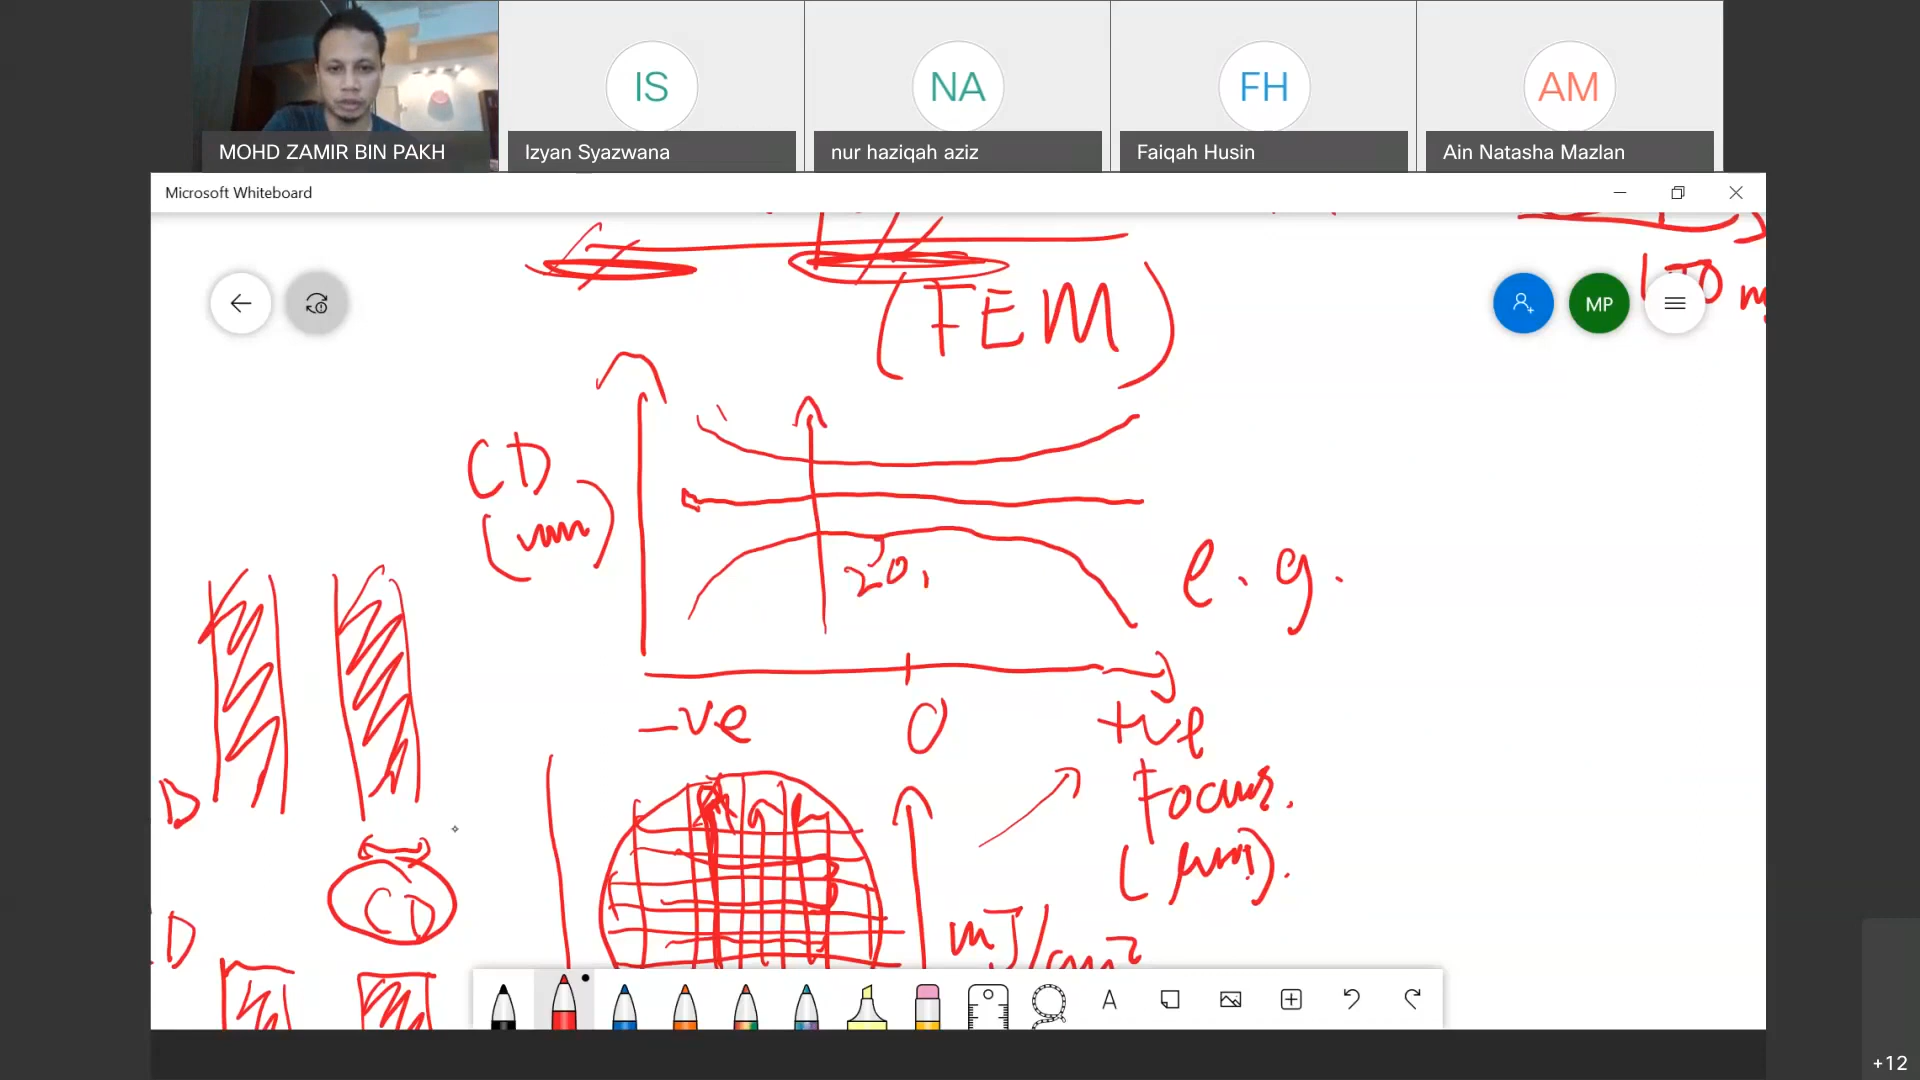 IS
NA
FH
AM
MOHD ZAMIR BIN PAKH
Izyan Syazwana
nur haziqah aziz
Faiqah Husin
Ain Natasha Mazlan
Microsoft Whiteboard
(FEM)
MP
CD
20.
e.g.
-ve
0
+ve
Focus.
(μm).
CD
D
mJ/cm²
A
+12